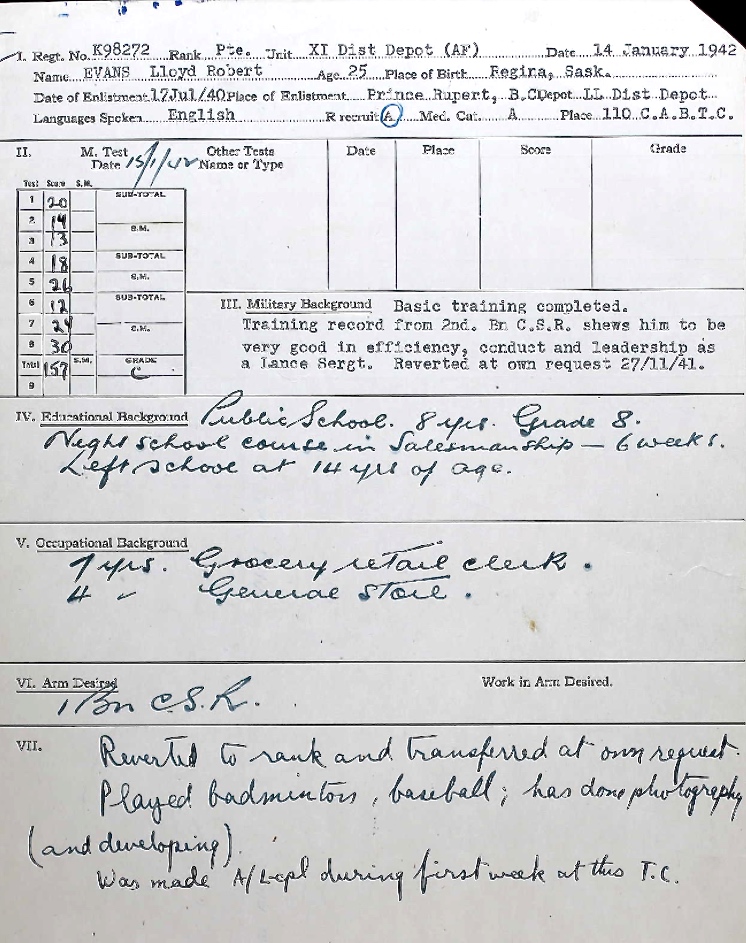 I. Regt. No. K98272 Rank Pte. Unit XI Dist Depot (AF) Date 14 January 1942
Name EVANS Lloyd Robert Age 25 Place of Birth Regina, Sask.
Date of Enlistment 17Jul/40 Place of Enlistment Prince Rupert, B.C Depot LL Dist Depot
Languages Spoken English R recruit A Med. Cat. A Place 110 C.A.B.T.C.
II. M. Test Date 15/1/42
Other Tests Name or Type Date Place Score Grade
Test Score S.M.
1 20 SUB-TOTAL
2 14
3 13 S.M.
4 18 SUB-TOTAL
5 26 S.M.
6 12 SUB-TOTAL
7 24 S.M.
8 30
Total 157 S.M. GRADE C
9
III. Military Background Basic training completed.
Training record from 2nd. Bn C.S.R. shews him to be
very good in efficiency, conduct and leadership as
a Lance Sergt. Reverted at own request 27/11/41.
IV. Educational Background Public School. 8 yrs. Grade 8.
Night school course in Salesmanship — 6 weeks.
Left school at 14 yrs of age.
V. Occupational Background
7 yrs. Grocery retail clerk.
4 " General Store.
VI. Arm Desired Work in Arm Desired.
1 Bn C.S.R.
VII. Reverted to rank and transferred at own request.
Played badminton, baseball; has done photography
(and developing).
Was made A/L-cpl during first week at this T.C.